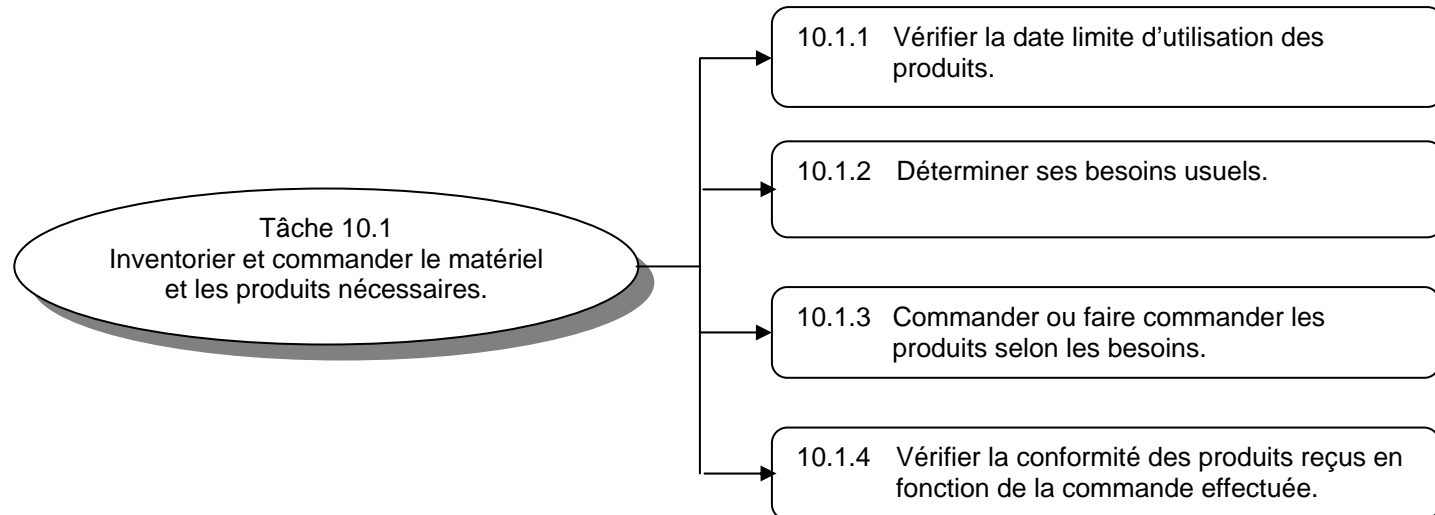 Tâche 10.1
Inventorier et commander le matériel
et les produits nécessaires.
10.1.1 Vérifier la date limite d’utilisation des
produits.
10.1.2 Déterminer ses besoins usuels.
10.1.3 Commander ou faire commander les
produits selon les besoins.
10.1.4 Vérifier la conformité des produits reçus en
fonction de la commande effectuée.